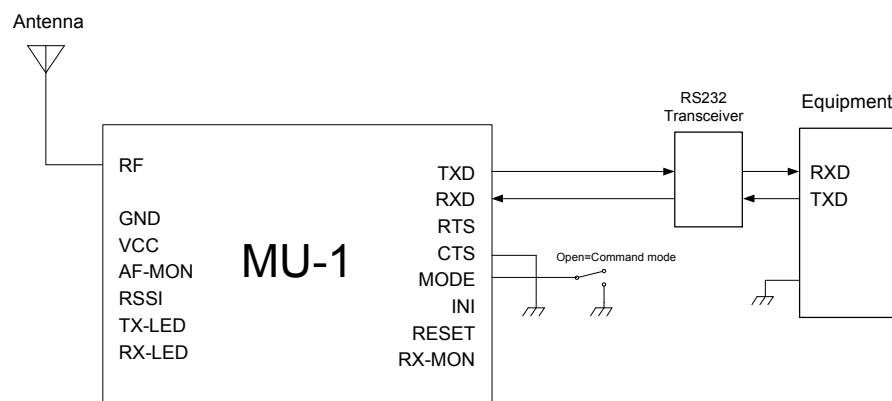 Antenna
RS232
Transceiver
Equipment
RF
GND
VCC
AF-MON
RSSI
TX-LED
RX-LED
MU-1
TXD
RXD
RTS
CTS
MODE
INI
RESET
RX-MON
Open=Command mode
RXD
TXD